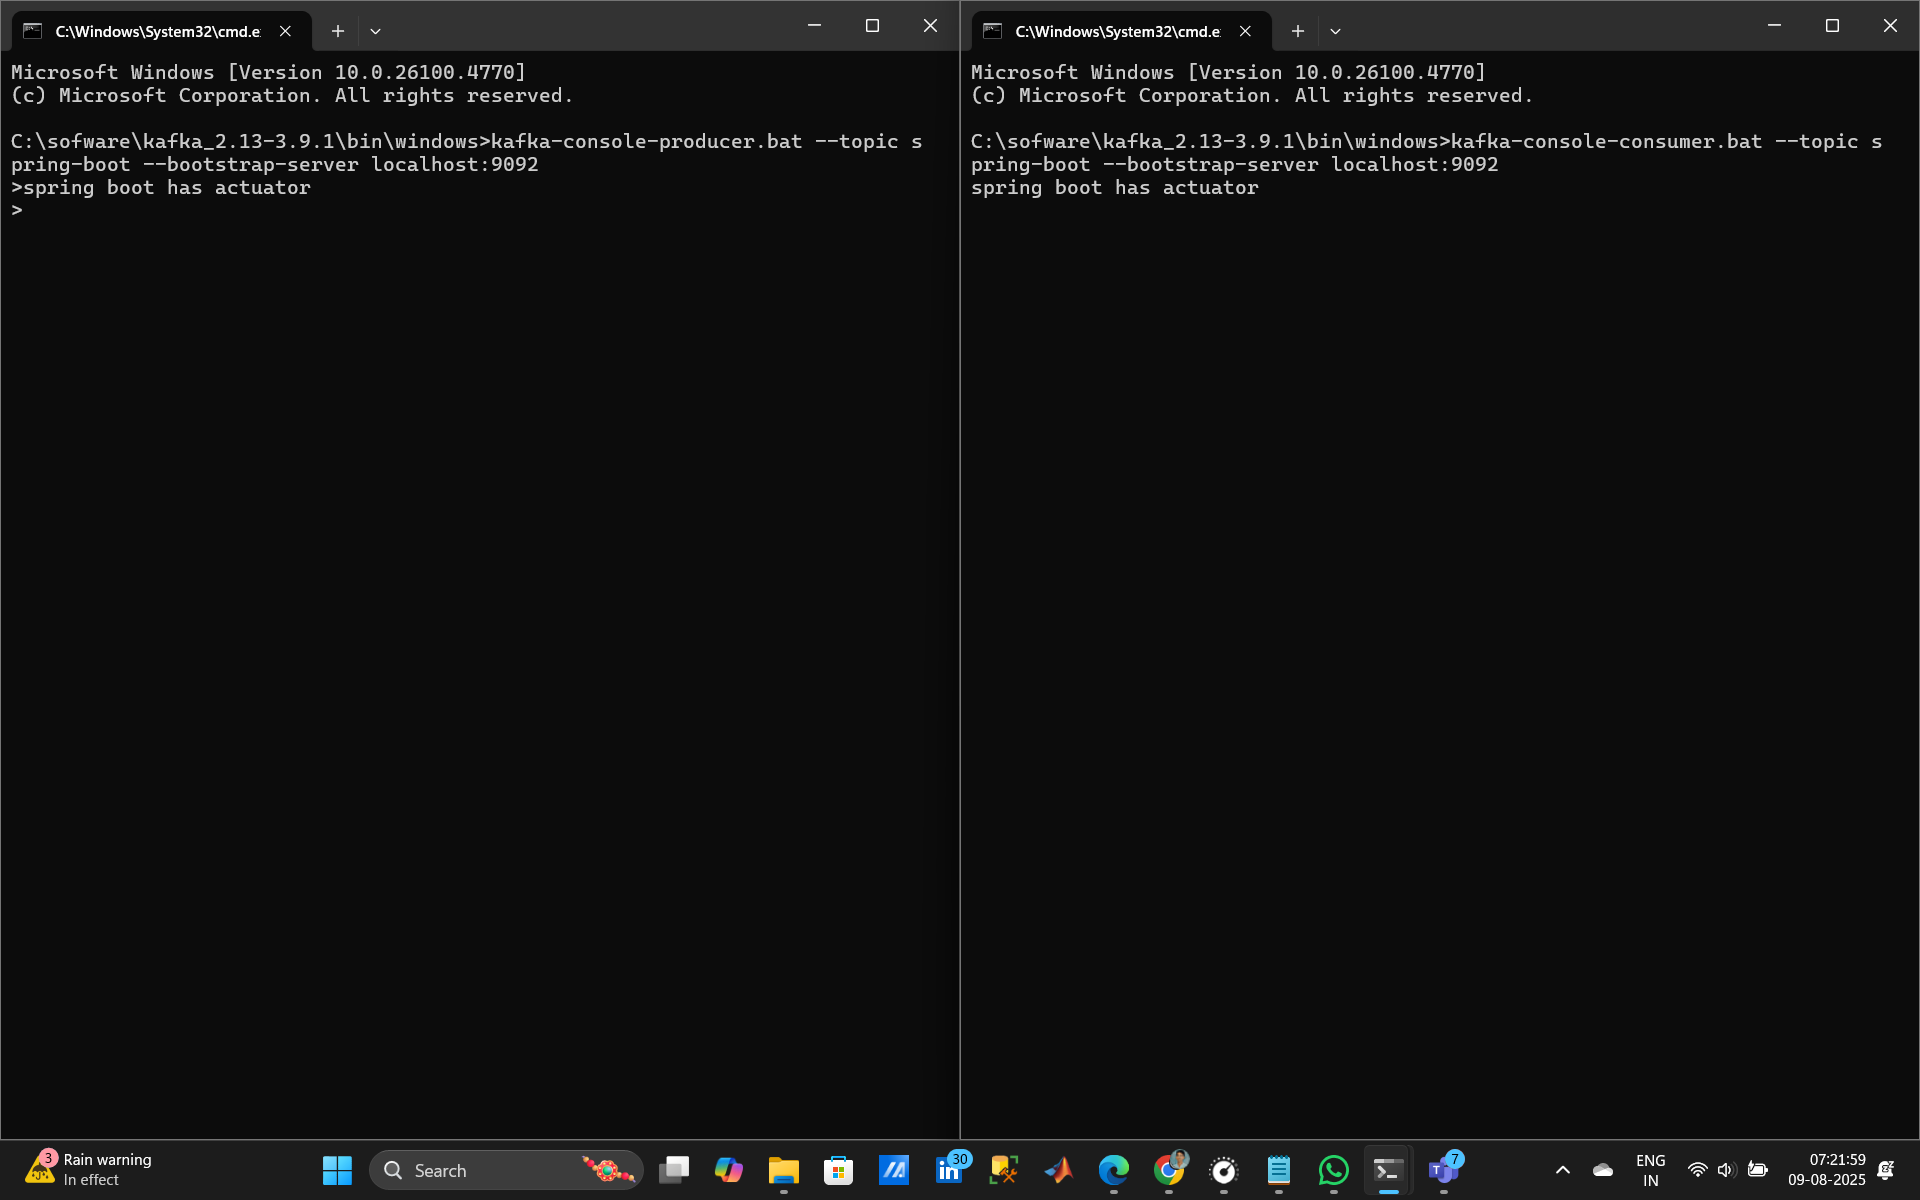 C:\Windows\System32\cmd.e
Microsoft Windows [Version 10.0.26100.4770]
(c) Microsoft Corporation. All rights reserved.
C:\sofware\kafka_2.13-3.9.1\bin\windows>kafka-console-producer.bat --topic s
pring-boot --bootstrap-server localhost:9092
>spring boot has actuator
>
C:\Windows\System32\cmd.e
Microsoft Windows [Version 10.0.26100.4770]
(c) Microsoft Corporation. All rights reserved.
C:\sofware\kafka_2.13-3.9.1\bin\windows>kafka-console-consumer.bat --topic s
pring-boot --bootstrap-server localhost:9092
spring boot has actuator
3
Rain warning
In effect
Search
30
7
ENG
IN
07:21:59
09-08-2025